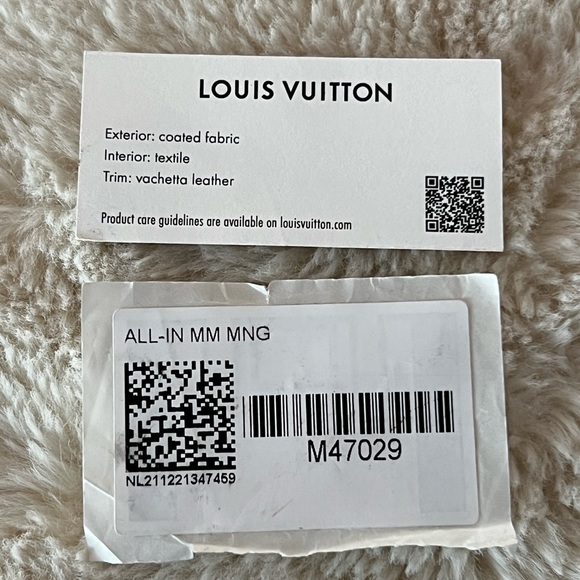 LOUIS VUITTON
Exterior: coated fabric
Interior: textile
Trim: vachetta leather
Product care guidelines are available on louisvuitton.com
ALL-IN MM MNG
M47029
NL211221347459